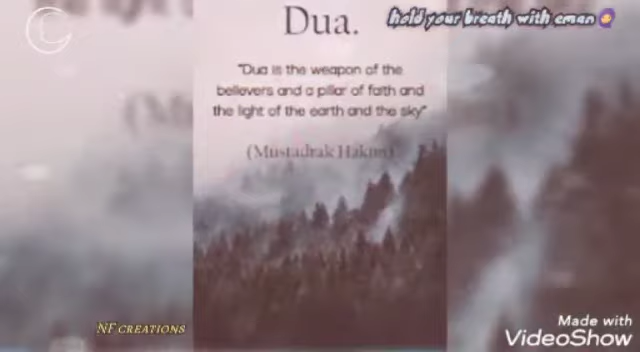 Dua.
hold your breath with eman
"Dua is the weapon of the
believers and a pillar of faith and
the light of the earth and the sky"
(Mustadrak Hakim)
NF CREATIONS
Made with
VideoShow